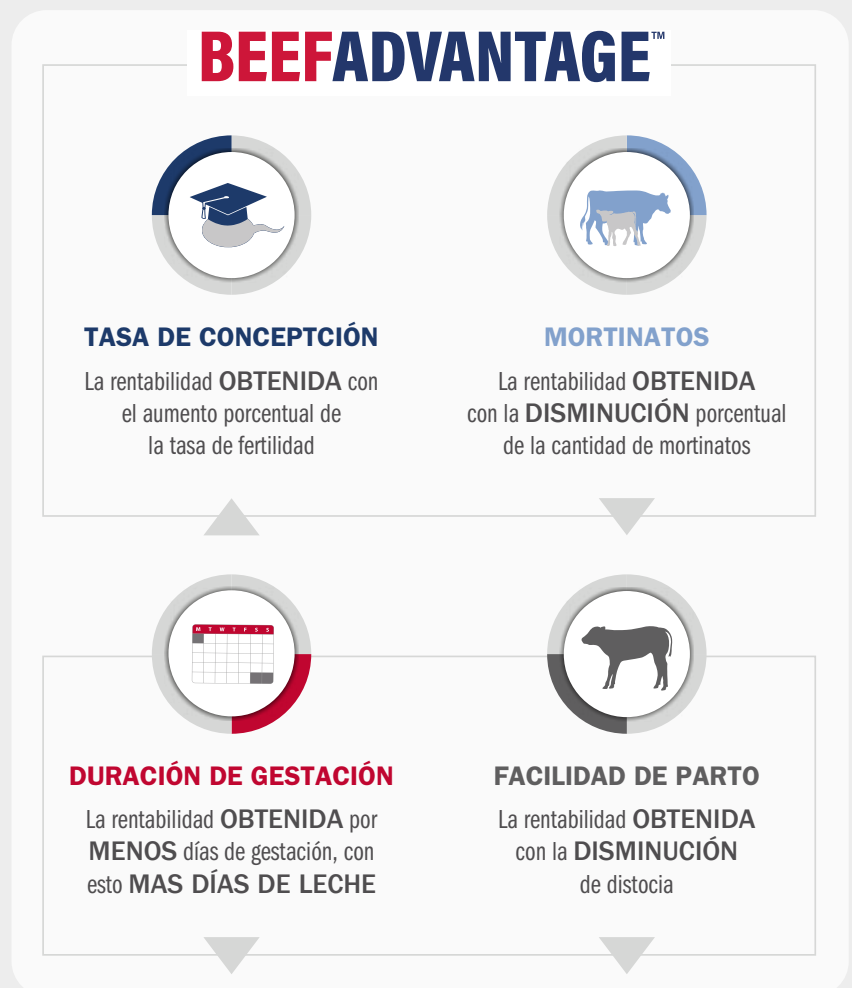 BEEFADVANTAGE™
TASA DE CONCEPTCIÓN
La rentabilidad OBTENIDA con
el aumento porcentual de
la tasa de fertilidad
MORTINATOS
La rentabilidad OBTENIDA
con la DISMINUCIÓN porcentual
de la cantidad de mortinatos
M T W T F S S
DURACIÓN DE GESTACIÓN
La rentabilidad OBTENIDA por
MENOS días de gestación, con
esto MAS DÍAS DE LECHE
FACILIDAD DE PARTO
La rentabilidad OBTENIDA
con la DISMINUCIÓN
de distocia